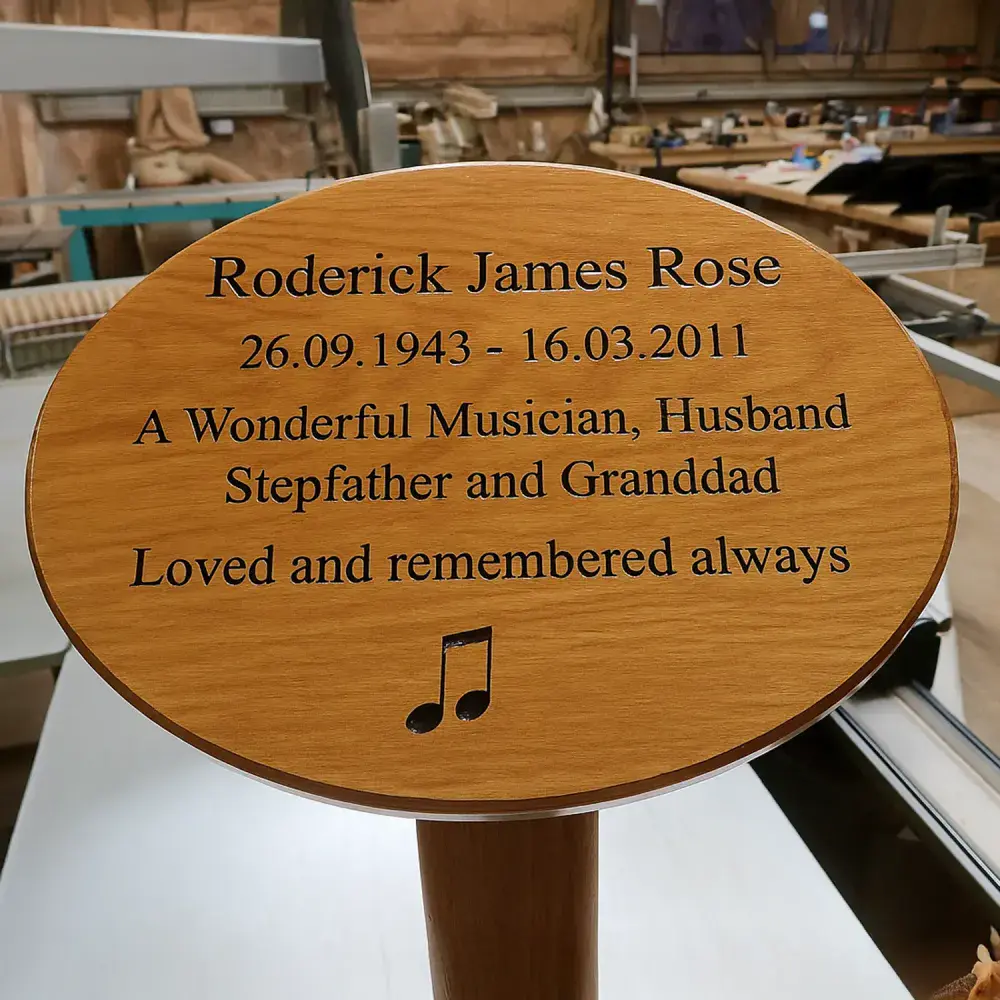 Roderick James Rose
26.09.1943 - 16.03.2011
A Wonderful Musician, Husband
Stepfather and Granddad
Loved and remembered always